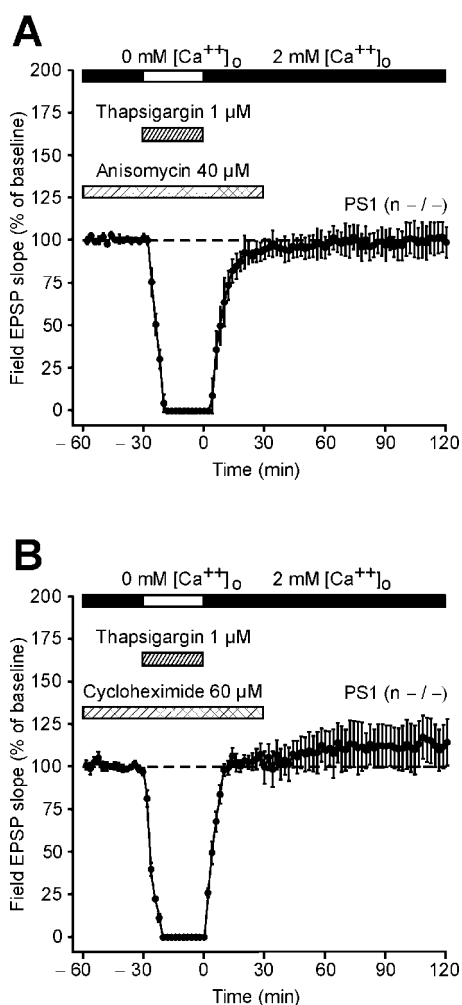 A
0 mM [Ca++]o 2 mM [Ca++]o
200
Thapsigargin 1 µM
175
150
Anisomycin 40 µM
125
PS1 (n – / –)
100
75
50
25
0
Field EPSP slope (% of baseline)
– 60 – 30 0 30 60 90 120
Time (min)
B
0 mM [Ca++]o 2 mM [Ca++]o
200
Thapsigargin 1 µM
175
150
Cycloheximide 60 µM PS1 (n – / –)
125
100
75
50
25
0
Field EPSP slope (% of baseline)
– 60 – 30 0 30 60 90 120
Time (min)